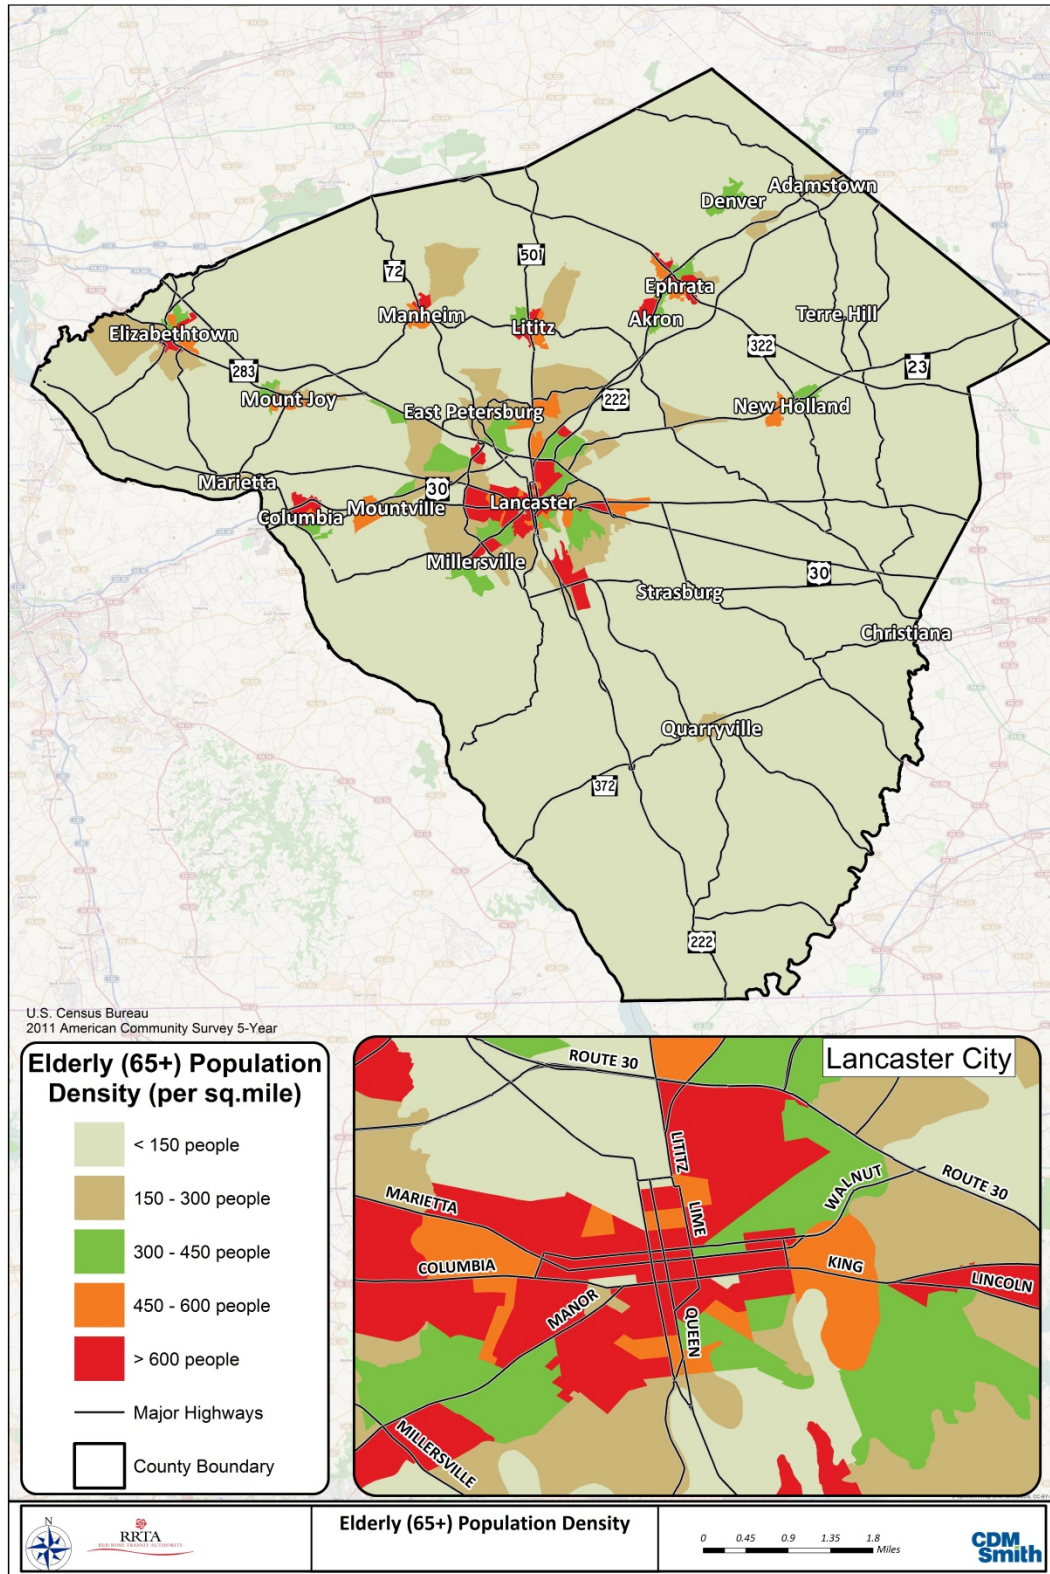 Adamstown
Denver
501
72
Ephrata
Manheim
Akron
Terre Hill
Lititz
Elizabethtown
322
283
23
Mount Joy
222
New Holland
East Petersburg
Marietta
30
Lancaster
Mountville
Columbia
Millersville
30
Strasburg
Christiana
Quarryville
372
222
U.S. Census Bureau
2011 American Community Survey 5-Year
Elderly (65+) Population
Density (per sq.mile)
< 150 people
150 - 300 people
300 - 450 people
450 - 600 people
> 600 people
Major Highways
County Boundary
Lancaster City
ROUTE 30
LITITZ
WALNUT
ROUTE 30
MARIETTA
LIME
COLUMBIA
KING
LINCOLN
MANOR
QUEEN
MILLERSVILLE
N
RRTA
RED ROSE TRANSIT AUTHORITY
Elderly (65+) Population Density
0 0.45 0.9 1.35 1.8
Miles
CDM
Smith